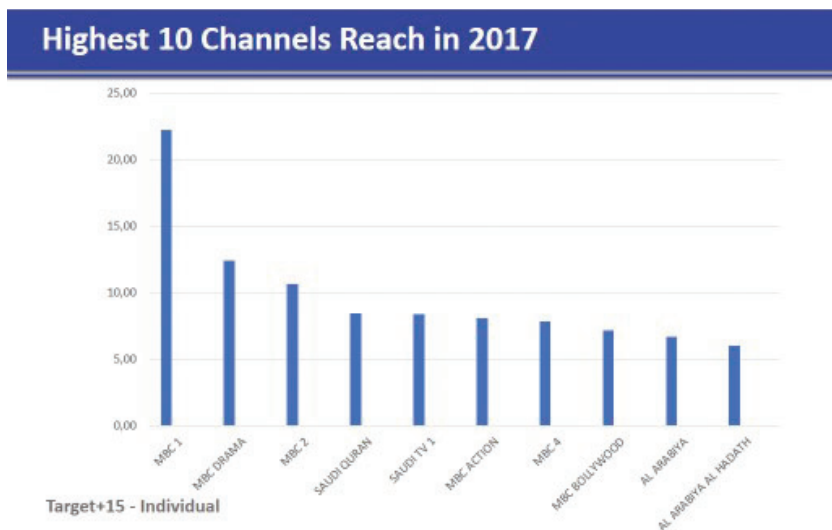 Highest 10 Channels Reach in 2017
25,00
20,00
15,00
10,00
5,00
0,00
MBC 1
MBC DRAMA
MBC 2
SAUDI QURAN
SAUDI TV 1
MBC ACTION
MBC 4
MBC BOLLYWOOD
AL ARABIYA
AL ARABIYA AL HADATH
Target+15 - Individual